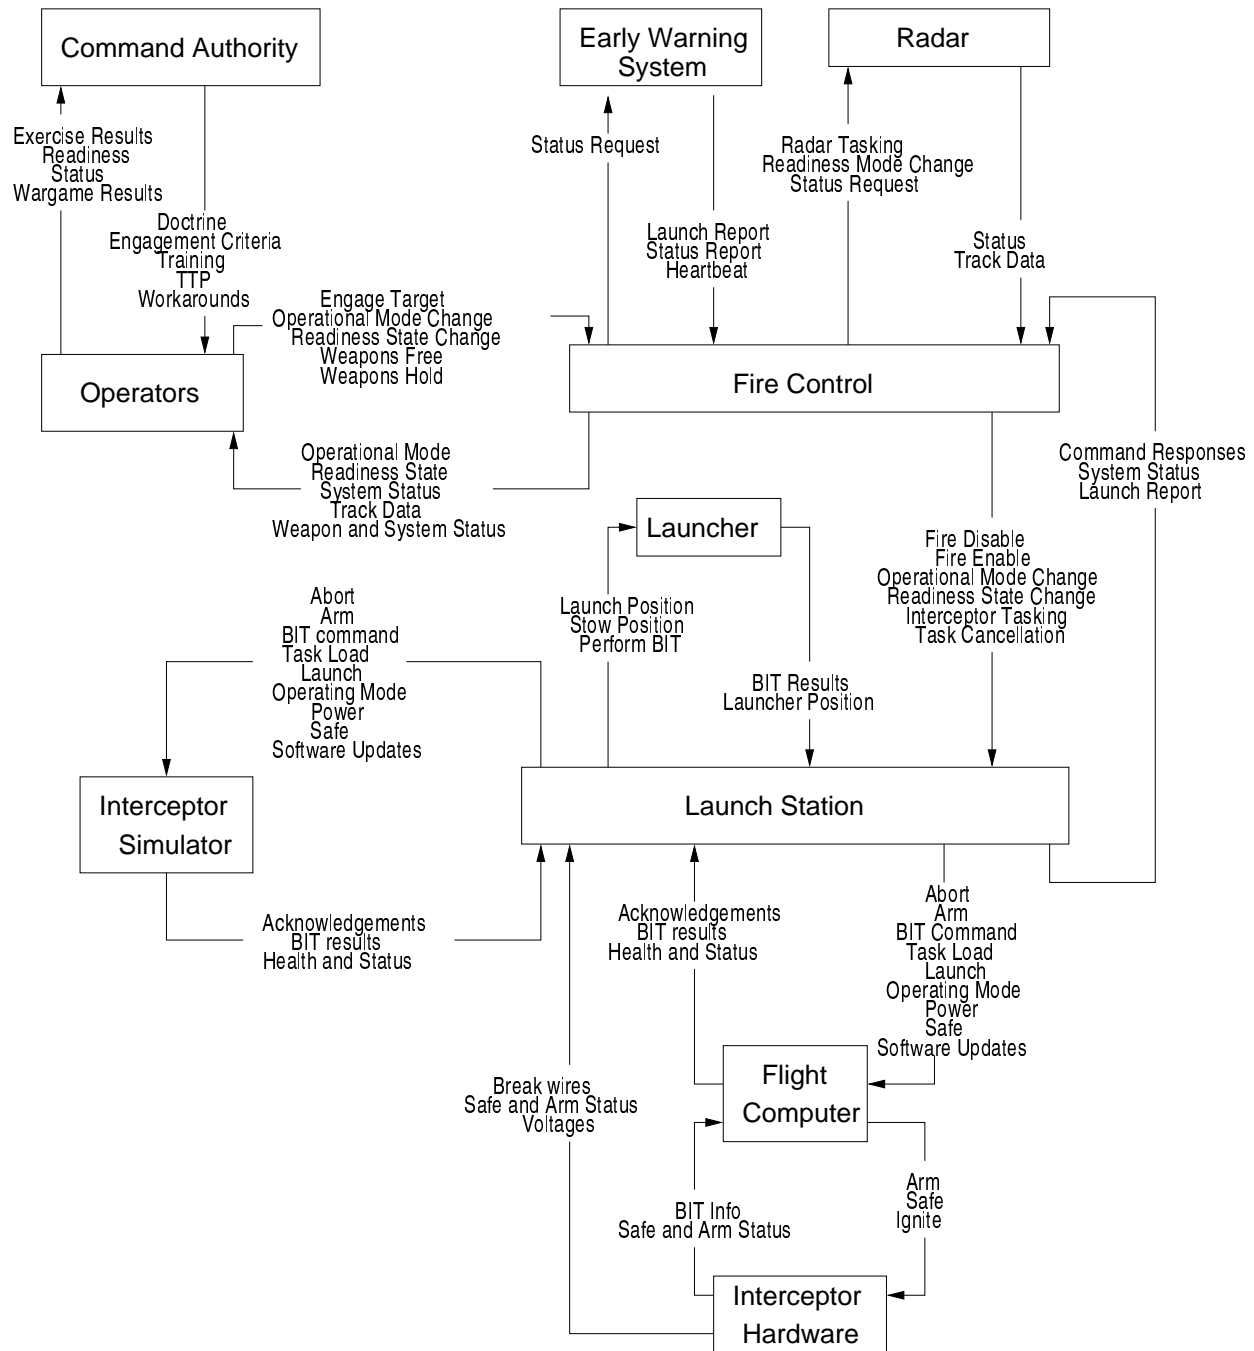 Command Authority
Early Warning
System
Radar
Exercise Results
Readiness
Status
Wargame Results
Doctrine
Engagement Criteria
Training
TTP
Workarounds
Status Request
Launch Report
Status Report
Heartbeat
Radar Tasking
Readiness Mode Change
Status Request
Status
Track Data
Engage Target
Operational Mode Change
Readiness State Change
Weapons Free
Weapons Hold
Operators
Fire Control
Operational Mode
Readiness State
System Status
Track Data
Weapon and System Status
Command Responses
System Status
Launch Report
Launcher
Fire Disable
Fire Enable
Operational Mode Change
Readiness State Change
Interceptor Tasking
Task Cancellation
Abort
Arm
BIT command
Task Load
Launch
Operating Mode
Power
Safe
Software Updates
Launch Position
Stow Position
Perform BIT
BIT Results
Launcher Position
Interceptor
Simulator
Launch Station
Acknowledgements
BIT results
Health and Status
Acknowledgements
BIT results
Health and Status
Abort
Arm
BIT Command
Task Load
Launch
Operating Mode
Power
Safe
Software Updates
Break wires
Safe and Arm Status
Voltages
Flight
Computer
BIT Info
Safe and Arm Status
Arm
Safe
Ignite
Interceptor
Hardware